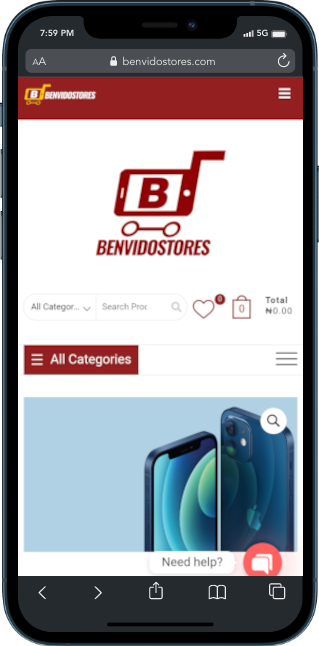 7:59 PM
5G
AA
benvidostores.com
B BENVIDOSTORES
B
BENVIDOSTORES
All Categor...
Search Proc
0
0
Total
₦0.00
All Categories
Need help?